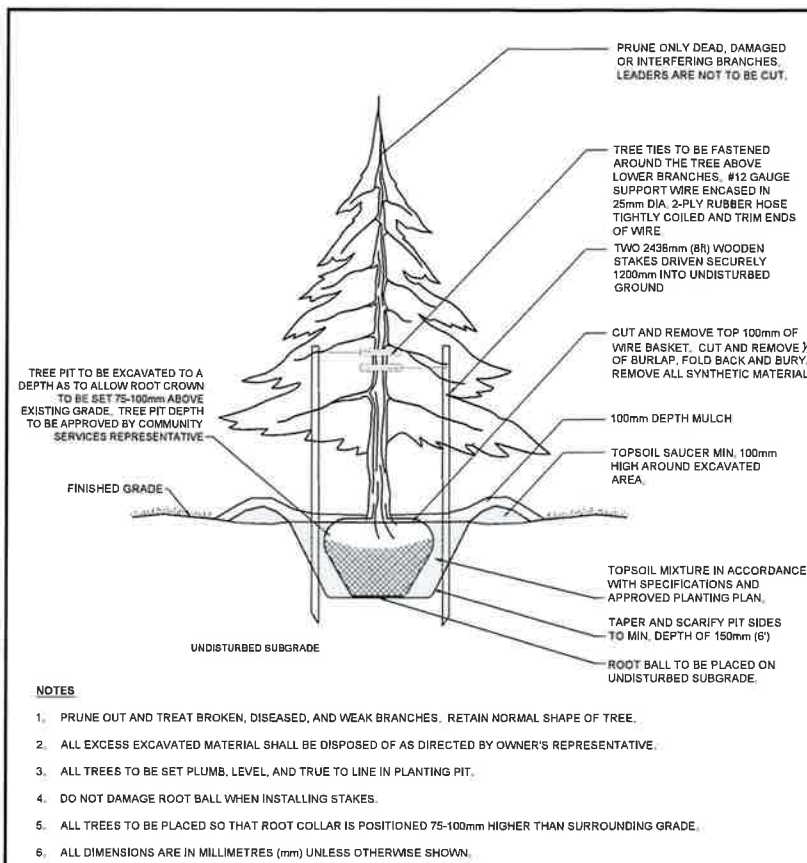 PRUNE ONLY DEAD, DAMAGED
OR INTERFERING BRANCHES.
LEADERS ARE NOT TO BE CUT.
TREE TIES TO BE FASTENED
AROUND THE TREE ABOVE
LOWER BRANCHES. #12 GAUGE
SUPPORT WIRE ENCASED IN
25mm DIA. 2-PLY RUBBER HOSE
TIGHTLY COILED AND TRIM ENDS
OF WIRE
TWO 2438mm (8ft) WOODEN
STAKES DRIVEN SECURELY
1200mm INTO UNDISTURBED
GROUND
CUT AND REMOVE TOP 100mm OF
WIRE BASKET. CUT AND REMOVE
OF BURLAP, FOLD BACK AND BURY.
REMOVE ALL SYNTHETIC MATERIAL
100mm DEPTH MULCH
TOPSOIL SAUCER MIN. 100mm
HIGH AROUND EXCAVATED
AREA.
TOPSOIL MIXTURE IN ACCORDANCE
WITH SPECIFICATIONS AND
APPROVED PLANTING PLAN.
TAPER AND SCARIFY PIT SIDES
TO MIN. DEPTH OF 150mm (6')
ROOT BALL TO BE PLACED ON
UNDISTURBED SUBGRADE.
TREE PIT TO BE EXCAVATED TO A
DEPTH AS TO ALLOW ROOT CROWN
TO BE SET 75-100mm ABOVE
EXISTING GRADE. TREE PIT DEPTH
TO BE APPROVED BY COMMUNITY
SERVICES REPRESENTATIVE
FINISHED GRADE
UNDISTURBED SUBGRADE
NOTES
1. PRUNE OUT AND TREAT BROKEN, DISEASED, AND WEAK BRANCHES. RETAIN NORMAL SHAPE OF TREE.
2. ALL EXCESS EXCAVATED MATERIAL SHALL BE DISPOSED OF AS DIRECTED BY OWNER'S REPRESENTATIVE.
3. ALL TREES TO BE SET PLUMB, LEVEL, AND TRUE TO LINE IN PLANTING PIT.
4. DO NOT DAMAGE ROOT BALL WHEN INSTALLING STAKES.
5. ALL TREES TO BE PLACED SO THAT ROOT COLLAR IS POSITIONED 75-100mm HIGHER THAN SURROUNDING GRADE.
6. ALL DIMENSIONS ARE IN MILLIMETRES (mm) UNLESS OTHERWISE SHOWN.